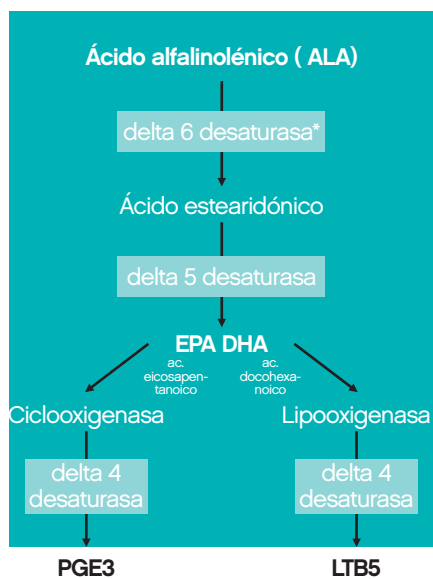 Ácido alfalinolénico ( ALA)
delta 6 desaturasa*
Ácido estearidónico
delta 5 desaturasa
EPA DHA
ac.
eicosapen-
tanoico
ac.
docohexa-
noico
Ciclooxigenasa
Lipooxigenasa
delta 4
desaturasa
delta 4
desaturasa
PGE3
LTB5